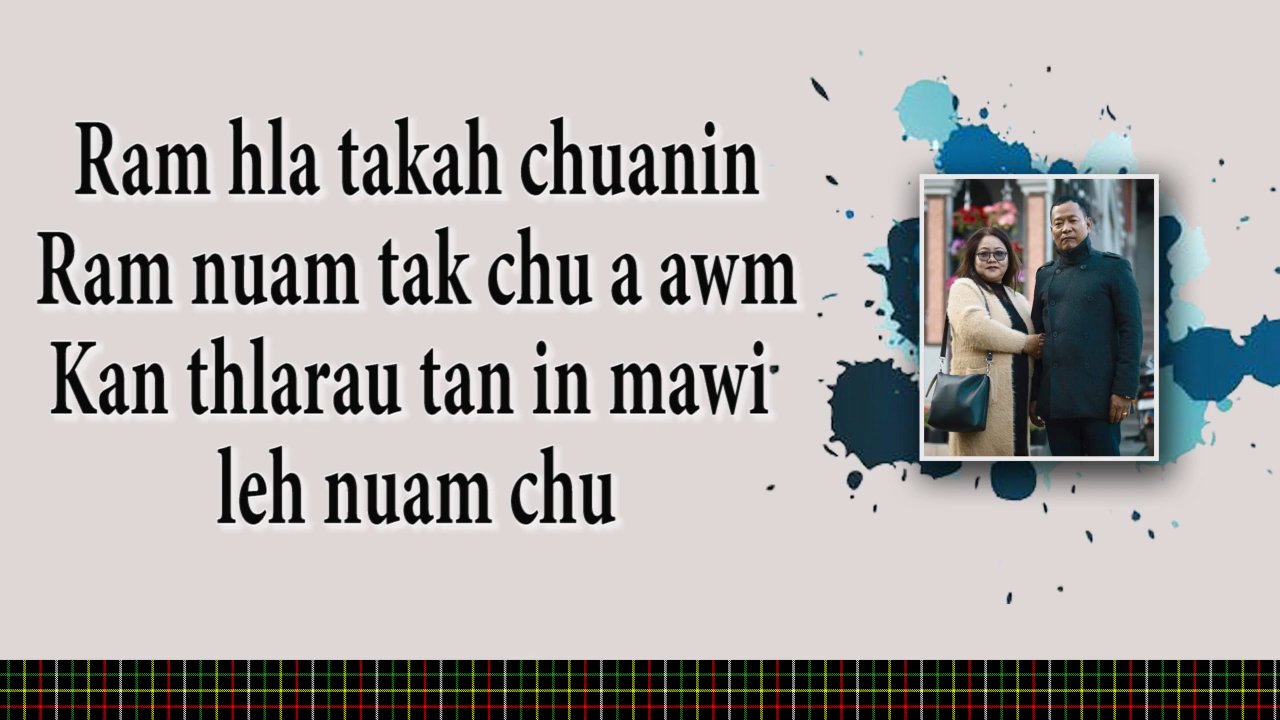 Ram hla takah chuanin
Ram nuam tak chu a awm
Kan thlarau tan in mawi
leh nuam chu